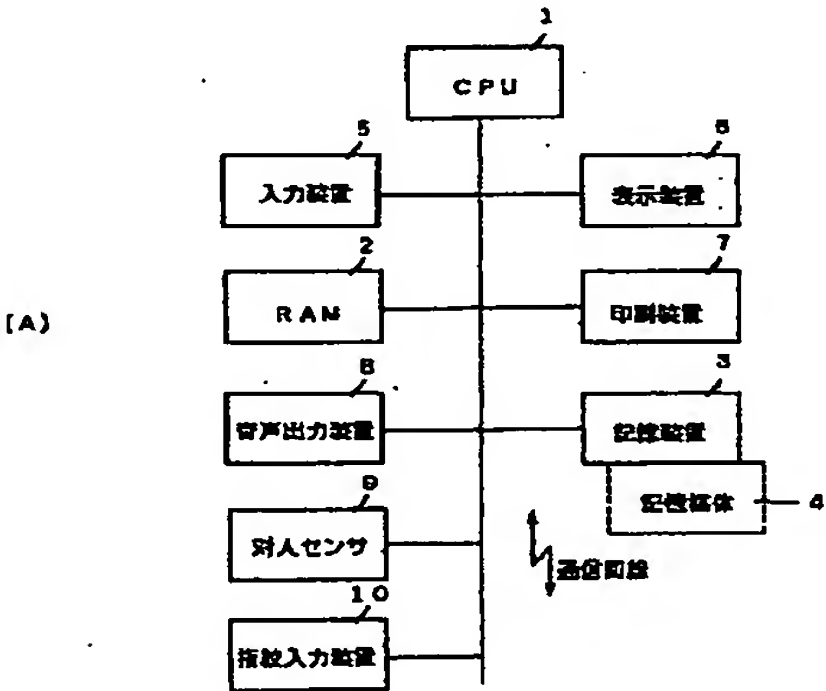 1
CPU
5
入力装置
6
表示装置
2
RAM
7
印刷装置
[A]
8
音声出力装置
3
記憶装置
記憶媒体
4
9
対人センサ
通信回線
10
指紋入力装置